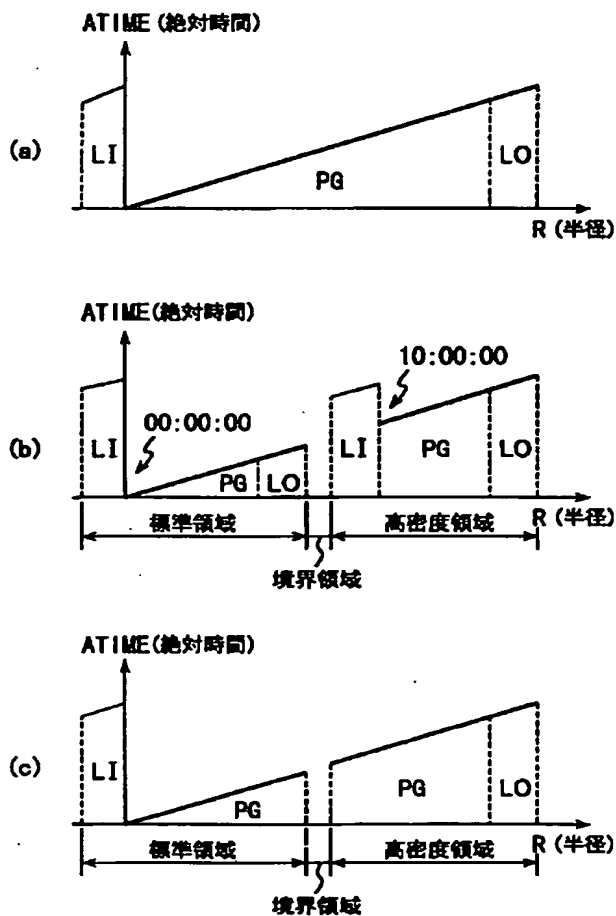 ATIME(絶対時間)
(a)
LI
PG
LO
R(半径)
ATIME(絶対時間)
10:00:00
00:00:00
(b)
LI
PG
LO
LI
PG
LO
R(半径)
標準領域
高密度領域
境界領域
ATIME(絶対時間)
(c)
LI
PG
PG
LO
R(半径)
標準領域
高密度領域
境界領域